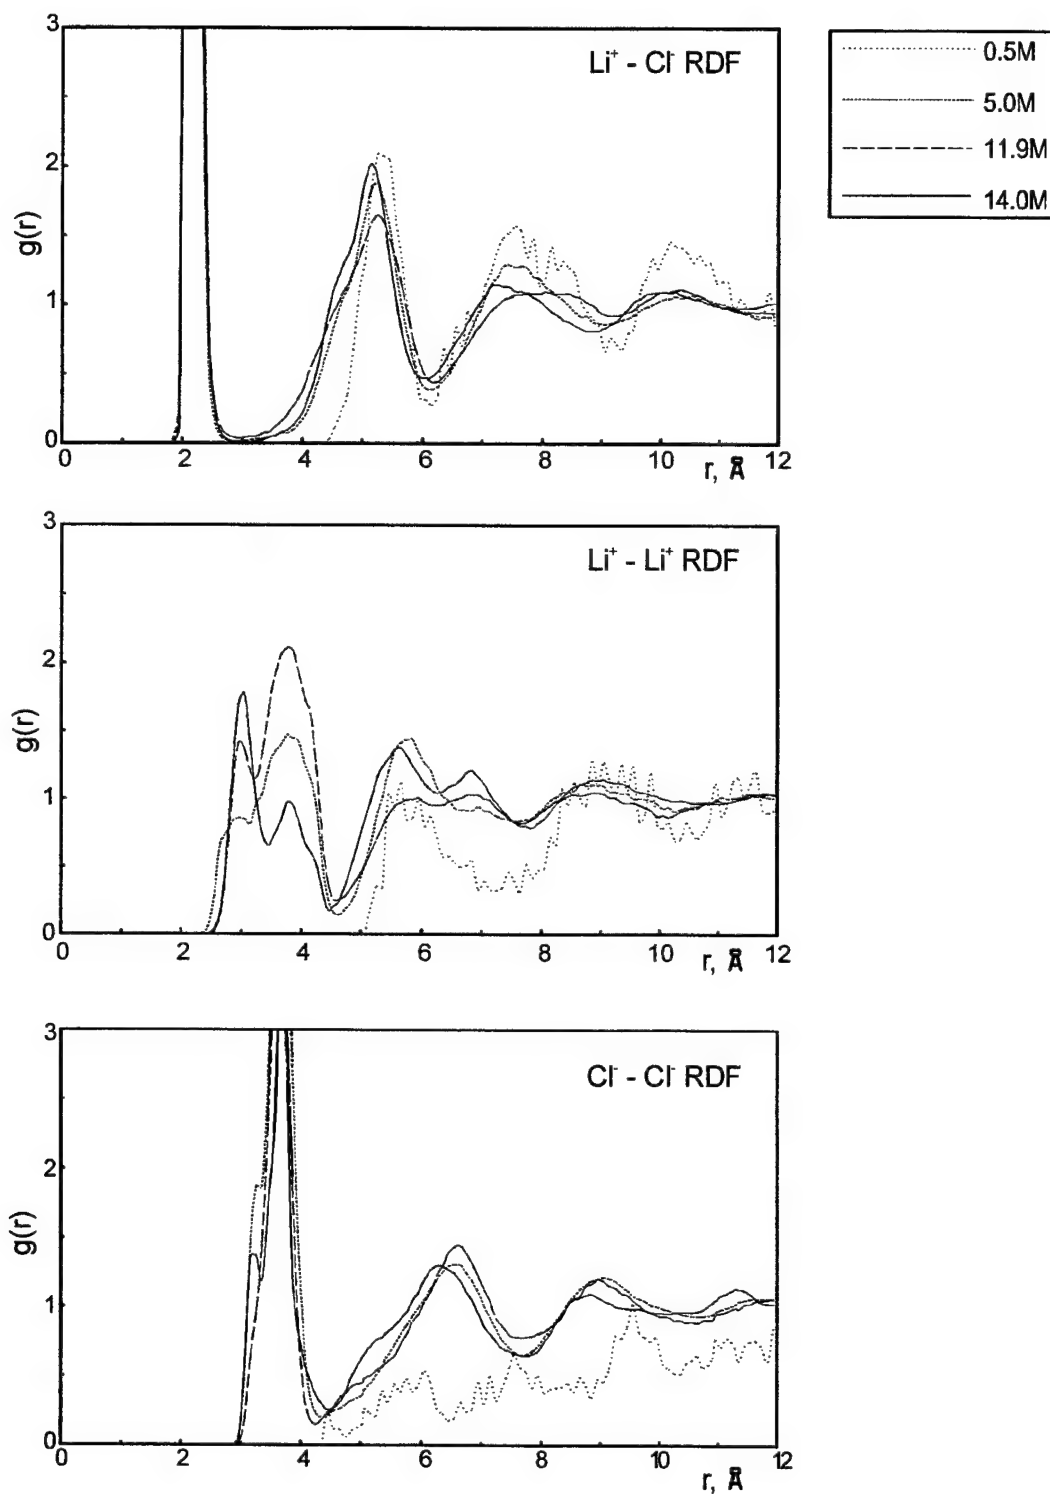 3
Li⁺ - Cl⁻ RDF
2
g(r)
1
0
0 2 4 6 8 10 12
r, Å
0.5M
5.0M
11.9M
14.0M
3
Li⁺ - Li⁺ RDF
2
g(r)
1
0
0 2 4 6 8 10 12
r, Å
3
Cl⁻ - Cl⁻ RDF
2
g(r)
1
0
0 2 4 6 8 10 12
r, Å